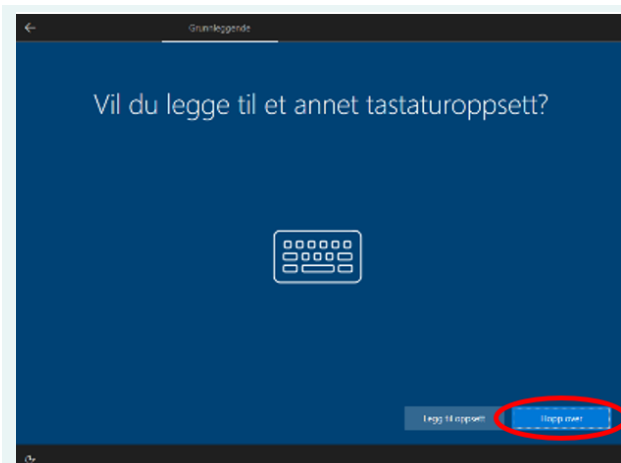 Grunnleggende
Vil du legge til et annet tastaturoppsett?
Legg til oppsett
Hopp over